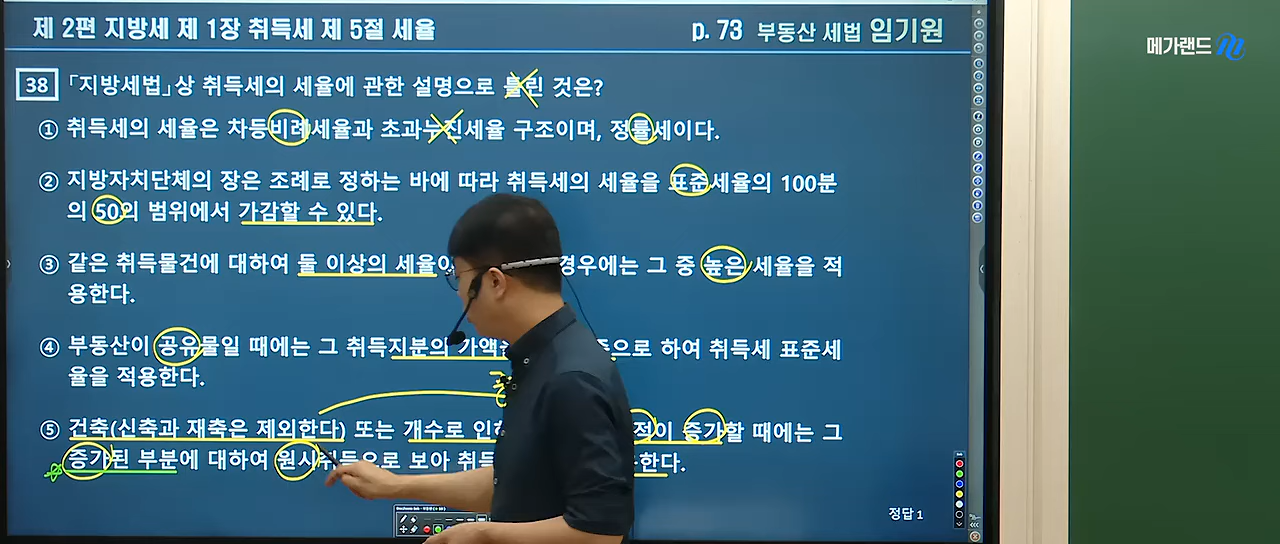 제 2편 지방세 제 1장 취득세 제 5절 세율
p. 73 부동산 세법 임기원
메가랜드
38 「지방세법」상 취득세의 세율에 관한 설명으로 틀린 것은?
① 취득세의 세율은 차등비례세율과 초과누진세율 구조이며, 정률세이다.
② 지방자치단체의 장은 조례로 정하는 바에 따라 취득세의 세율을 표준세율의 100분
의 50의 범위에서 가감할 수 있다.
③ 같은 취득물건에 대하여 둘 이상의 세율이 경우에는 그 중 높은 세율을 적
용한다.
④ 부동산이 공유물일 때에는 그 취득지분의 가액을 으로 하여 취득세 표준세
율을 적용한다.
⑤ 건축(신축과 재축은 제외한다) 또는 개수로 인하 적이 증가할 때에는 그
증가된 부분에 대하여 원시취득으로 보아 취득 한다.
정답 1